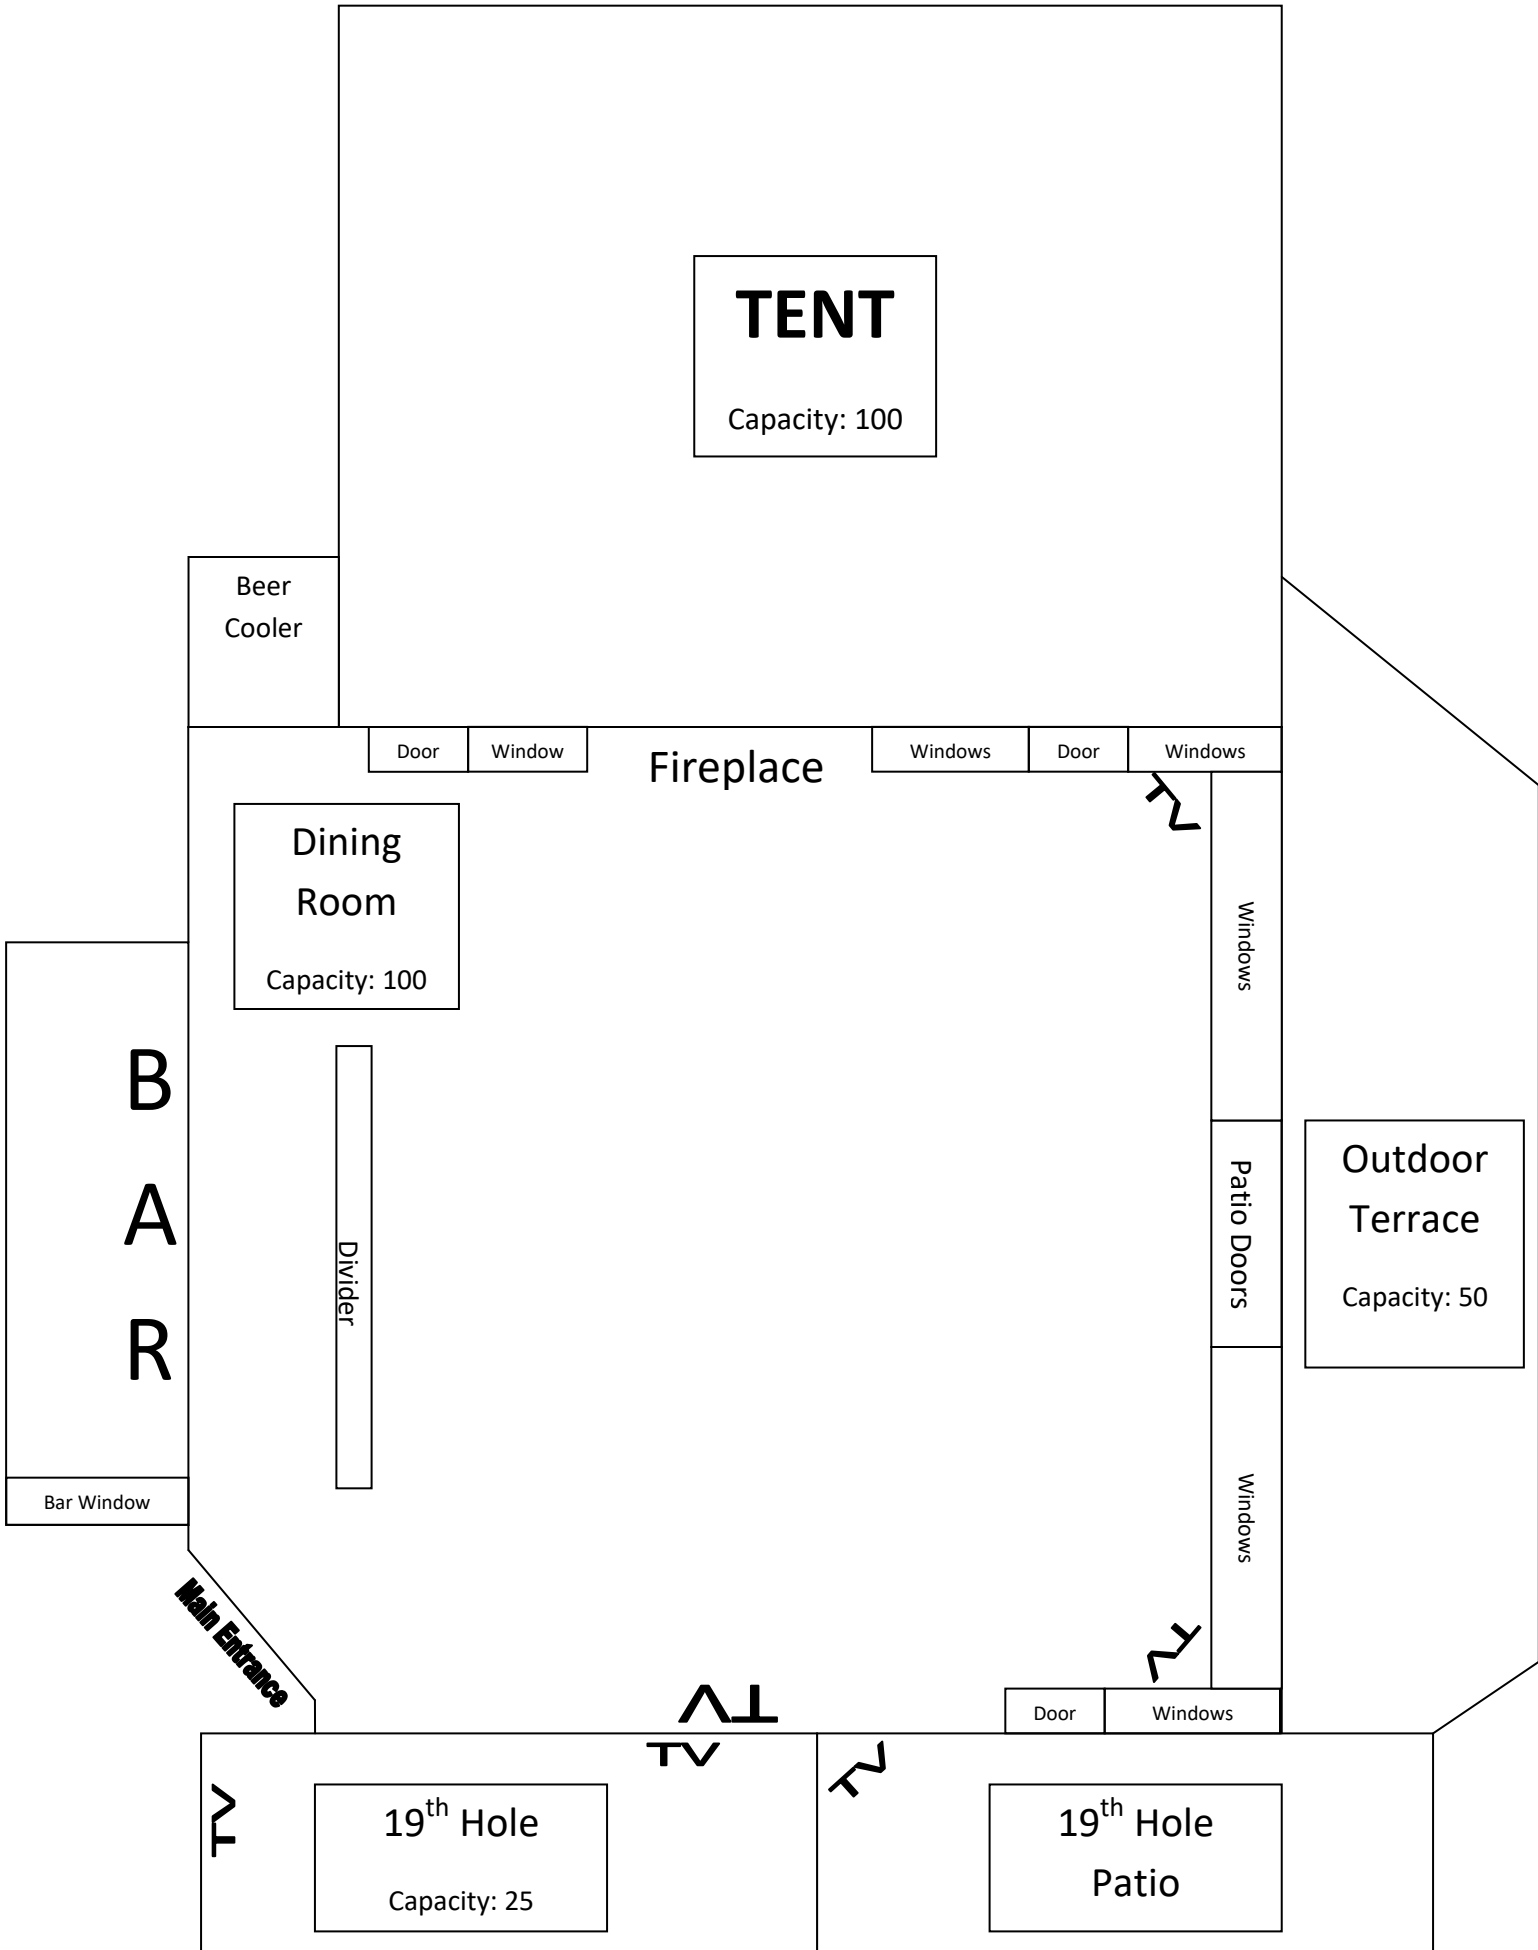 TENT
Capacity: 100
Beer
Cooler
Door
Window
Fireplace
Windows
Door
Windows
TV
Dining
Room
Capacity: 100
Windows
B
A
R
Divider
Patio Doors
Outdoor
Terrace
Capacity: 50
Windows
Bar Window
Main Entrance
TV
TV
Door
Windows
TV
TV
TV
19th Hole
Capacity: 25
19th Hole
Patio